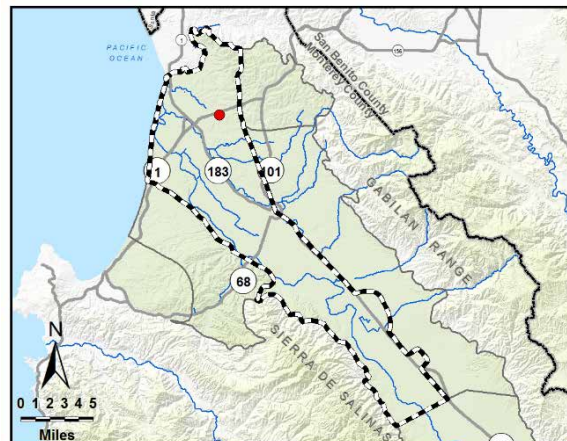 PACIFIC
OCEAN
1
156
San Benito County
Monterey County
1
183
101
GABILAN RANGE
68
SIERRA DE SALINAS
N
0 1 2 3 4 5
Miles